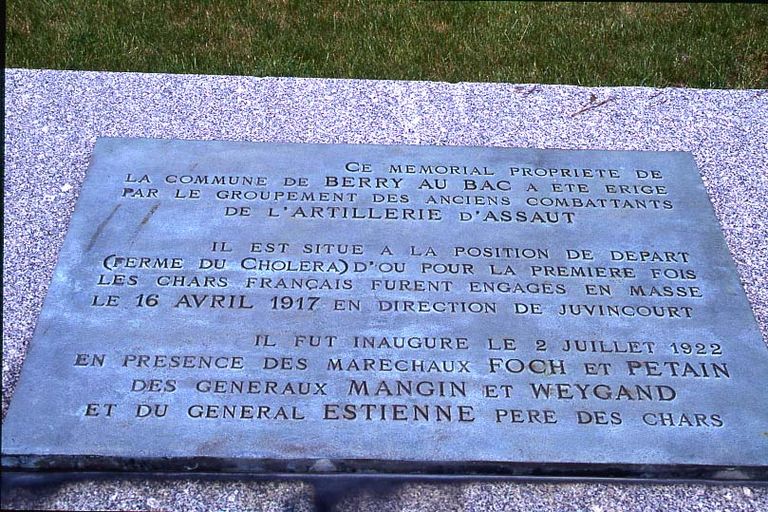 CE MEMORIAL PROPRIETE DE
LA COMMUNE DE BERRY AU BAC A ETE ERIGE
PAR LE GROUPEMENT DES ANCIENS COMBATTANTS
DE L'ARTILLERIE D'ASSAUT
IL EST SITUE A LA POSITION DE DEPART
(FERME DU CHOLERA) D'OU POUR LA PREMIERE FOIS
LES CHARS FRANÇAIS FURENT ENGAGES EN MASSE
LE 16 AVRIL 1917 EN DIRECTION DE JUVINCOURT
IL FUT INAUGURE LE 2 JUILLET 1922
EN PRESENCE DES MARECHAUX FOCH ET PETAIN
DES GENERAUX MANGIN ET WEYGAND
ET DU GENERAL ESTIENNE PERE DES CHARS